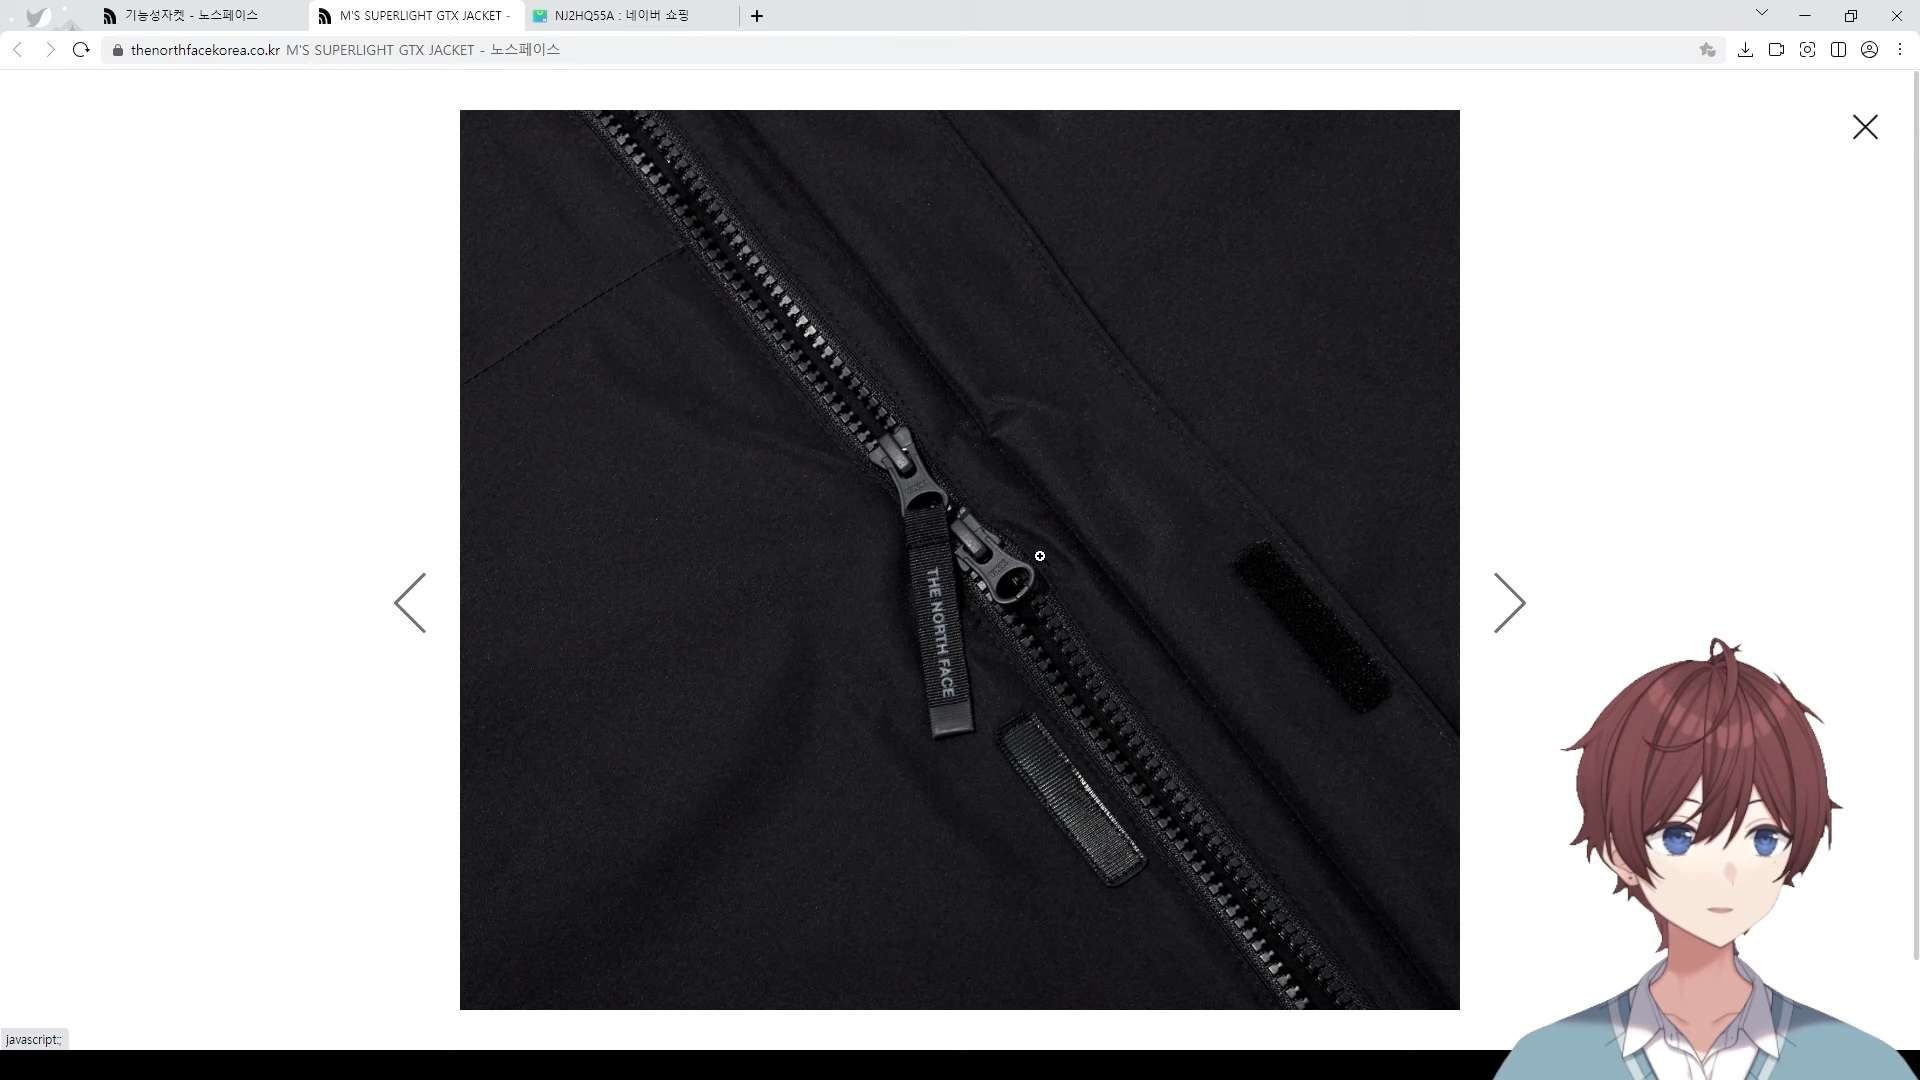 기능성자켓 - 노스페이스
M'S SUPERLIGHT GTX JACKET -
NJ2HQ55A : 네이버 쇼핑
thenorthfacekorea.co.kr M'S SUPERLIGHT GTX JACKET - 노스페이스
THE NORTH FACE
javascript:;